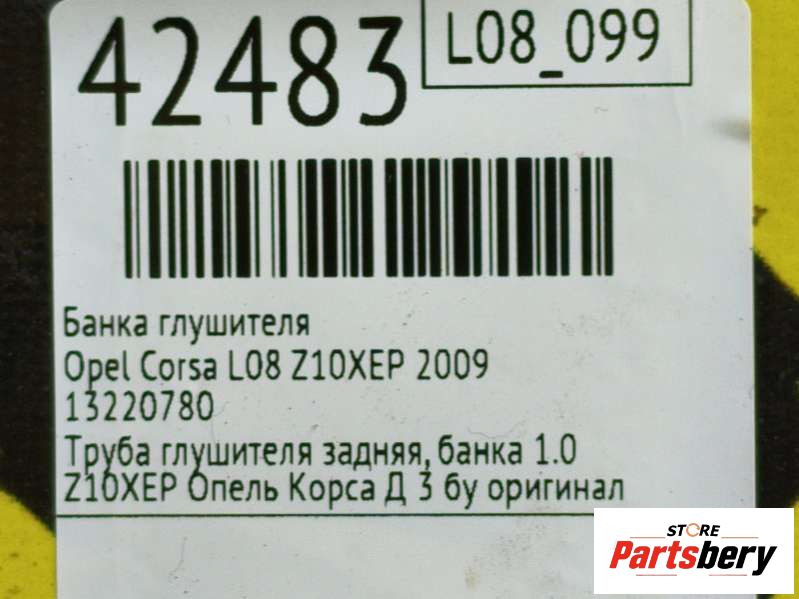 42483
L08_099
Банка глушителя
Opel Corsa L08 Z10XEP 2009
13220780
Труба глушителя задняя, банка 1.0
Z10XEP Опель Корса Д 3 бу оригинал
STORE
Partsbery